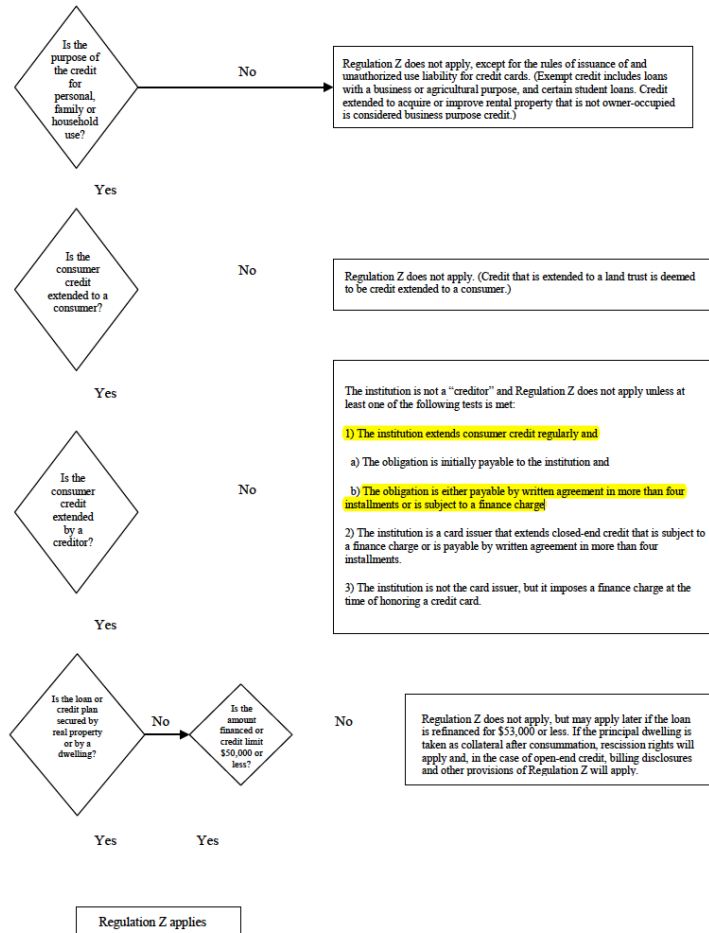 Is the
purpose of
the credit
for
personal,
family or
household
use?
No
Regulation Z does not apply, except for the rules of issuance of and
unauthorized use liability for credit cards. (Exempt credit includes loans
with a business or agricultural purpose, and certain student loans. Credit
extended to acquire or improve rental property that is not owner-occupied
is considered business purpose credit.)
Yes
Is the
consumer
credit
extended to a
consumer?
No
Regulation Z does not apply. (Credit that is extended to a land trust is deemed
to be credit extended to a consumer.)
Yes
The institution is not a “creditor” and Regulation Z does not apply unless at
least one of the following tests is met:
1) The institution extends consumer credit regularly and
a) The obligation is initially payable to the institution and
b) The obligation is either payable by written agreement in more than four
installments or is subject to a finance charge
2) The institution is a card issuer that extends closed-end credit that is subject to
a finance charge or is payable by written agreement in more than four
installments.
3) The institution is not the card issuer, but it imposes a finance charge at the
time of honoring a credit card.
Is the
consumer
credit
extended
by a
creditor?
No
Yes
Is the loan or
credit plan
secured by
real property
or by a
dwelling?
No
Is the
amount
financed or
credit limit
$50,000 or
less?
No
Regulation Z does not apply, but may apply later if the loan
is refinanced for $53,000 or less. If the principal dwelling is
taken as collateral after consummation, rescission rights will
apply and, in the case of open-end credit, billing disclosures
and other provisions of Regulation Z will apply.
Yes
Yes
Regulation Z applies